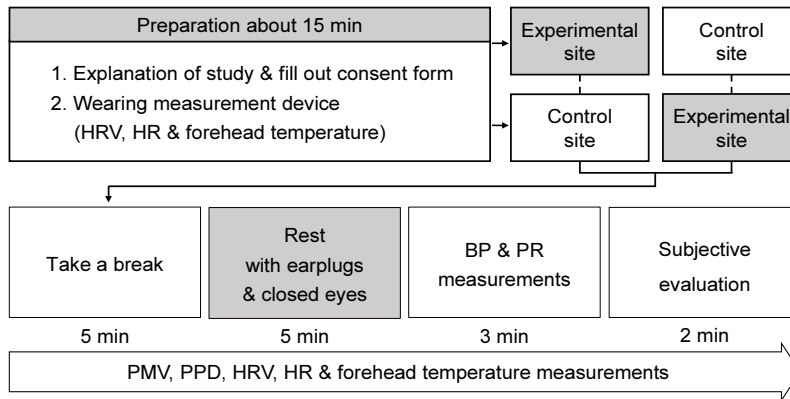 Preparation about 15 min
1. Explanation of study & fill out consent form
2. Wearing measurement device
(HRV, HR & forehead temperature)
Experimental
site
Control
site
Control
site
Experimental
site
Take a break
Rest
with earplugs
& closed eyes
BP & PR
measurements
Subjective
evaluation
5 min
5 min
3 min
2 min
PMV, PPD, HRV, HR & forehead temperature measurements